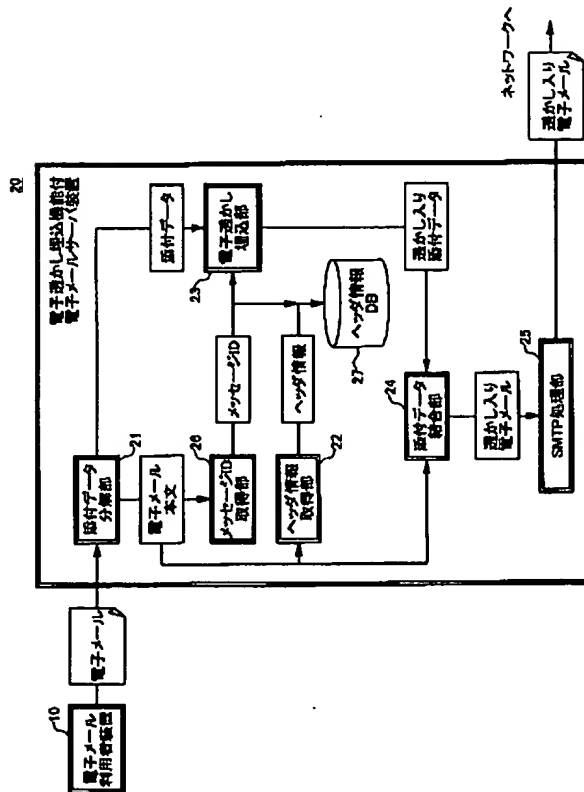 20
電子透かし埋込機能付
電子メールサーバ装置
10
電子メール
利用者装置
電子メール
21
添付データ
分解部
添付データ
電子メール
本文
26
メッセージID
取得部
メッセージID
23
電子透かし
埋込部
22
ヘッダ情報
取得部
ヘッダ情報
27
ヘッダ情報
DB
透かし入り
添付データ
24
添付データ
結合部
透かし入り
電子メール
25
SMTP処理部
透かし入り
電子メール
ネットワークへ